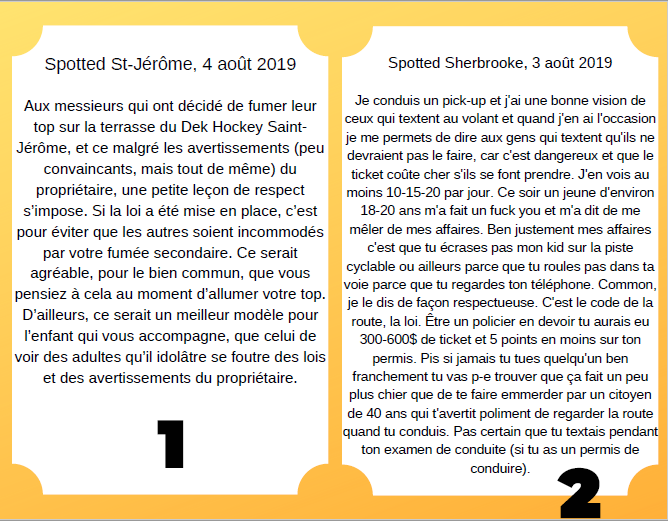 Spotted St-Jérôme, 4 août 2019
Aux messieurs qui ont décidé de fumer leur
top sur la terrasse du Dek Hockey Saint-
Jérôme, et ce malgré les avertissements (peu
convaincants, mais tout de même) du
propriétaire, une petite leçon de respect
s’impose. Si la loi a été mise en place, c’est
pour éviter que les autres soient incommodés
par votre fumée secondaire. Ce serait
agréable, pour le bien commun, que vous
pensiez à cela au moment d’allumer votre top.
D’ailleurs, ce serait un meilleur modèle pour
l’enfant qui vous accompagne, que celui de
voir des adultes qu’il idolâtre se foutre des lois
et des avertissements du propriétaire.
1
Spotted Sherbrooke, 3 août 2019
Je conduis un pick-up et j'ai une bonne vision de
ceux qui textent au volant et quand j'en ai l'occasion
je me permets de dire aux gens qui textent qu'ils ne
devraient pas le faire, car c'est dangereux et que le
ticket coûte cher s'ils se font prendre. J'en vois au
moins 10-15-20 par jour. Ce soir un jeune d'environ
18-20 ans m'a fait un fuck you et m'a dit de me
mêler de mes affaires. Ben justement mes affaires
c'est que tu écrases pas mon kid sur la piste
cyclable ou ailleurs parce que tu roules pas dans ta
voie parce que tu regardes ton téléphone. Common,
je le dis de façon respectueuse. C'est le code de la
route, la loi. Être un policier en devoir tu aurais eu
300-600$ de ticket et 5 points en moins sur ton
permis. Pis si jamais tu tues quelqu'un ben
franchement tu vas p-e trouver que ça fait un peu
plus chier que de te faire emmerder par un citoyen
de 40 ans qui t'avertit poliment de regarder la route
quand tu conduis. Pas certain que tu textais pendant
ton examen de conduite (si tu as un permis de
conduire).
2